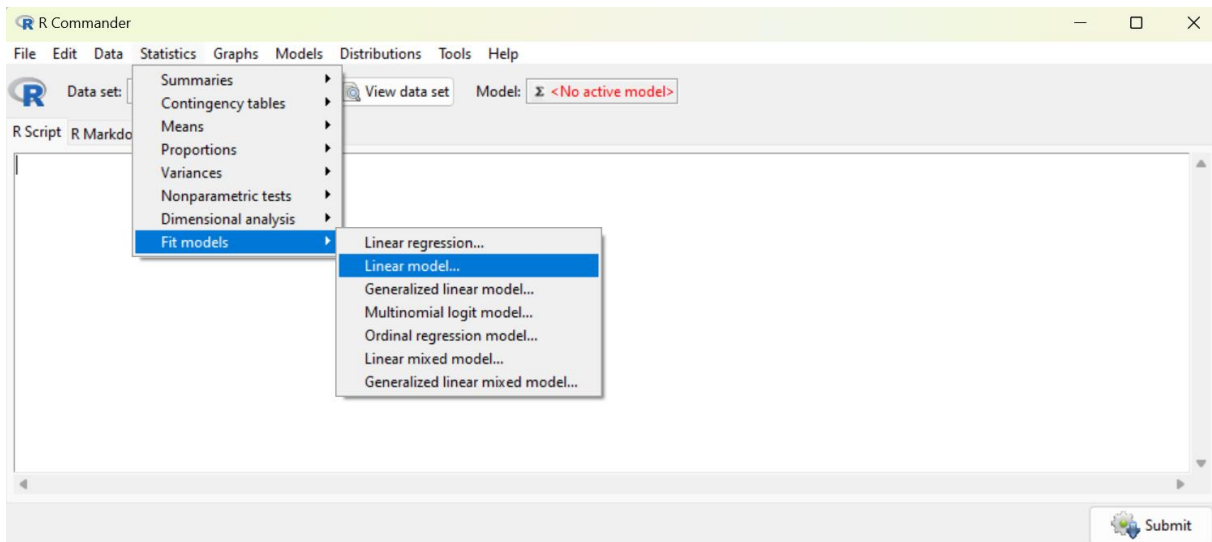 R Commander
File Edit Data Statistics Graphs Models Distributions Tools Help
Data set: View data set Model: Σ <No active model>
R Script R Markdo
Summaries
Contingency tables
Means
Proportions
Variances
Nonparametric tests
Dimensional analysis
Fit models
Linear regression...
Linear model...
Generalized linear model...
Multinomial logit model...
Ordinal regression model...
Linear mixed model...
Generalized linear mixed model...
Submit